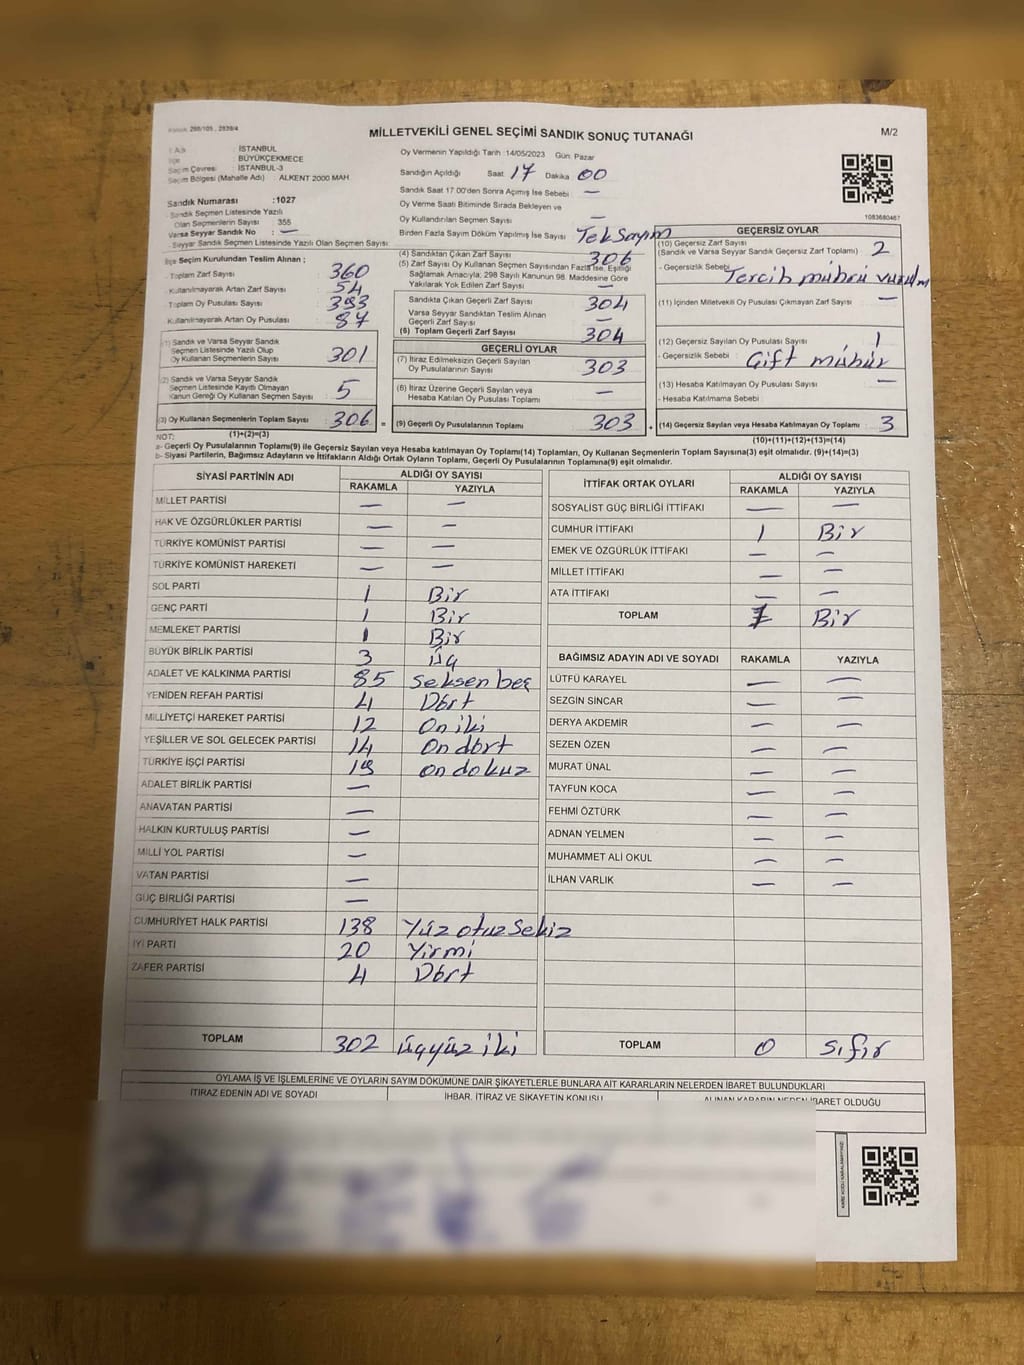 MİLLETVEKİLİ GENEL SEÇİMİ SANDIK SONUÇ TUTANAĞI
M/2
298/105 , 2839/4
: İSTANBUL
: BÜYÜKÇEKMECE
Seçim Çevresi : İSTANBUL-3
Seçim Bölgesi (Mahalle Adı) : ALKENT 2000 MAH
Sandık Numarası :1027
Sandık Seçmen Listesinde Yazılı
Olan Seçmenlerin Sayısı : 355
Varsa Seyyar Sandık No : —
Seyyar Sandık Seçmen Listesinde Yazılı Olan Seçmen Sayısı:
Oy Vermenin Yapıldığı Tarih :14/05/2023 Gün: Pazar
Sandığın Açıldığı Saat 17 Dakika 00
Sandık Saat 17.00'den Sonra Açımış İse Sebebi —
Oy Verme Saati Bitiminde Sırada Bekleyen ve
Oy Kullandırılan Seçmen Sayısı —
Birden Fazla Sayım Döküm Yapılmış İse Sayısı Tek Sayım
1083680467
İlçe Seçim Kurulundan Teslim Alınan ;
Toplam Zarf Sayısı 360
Kullanılmayarak Artan Zarf Sayısı 54
Toplam Oy Pusulası Sayısı 393
Kullanılmayarak Artan Oy Pusulası : 87
(1) Sandık ve Varsa Seyyar Sandık
Seçmen Listesinde Yazılı Olup
Oy Kullanan Seçmenlerin Sayısı 301
(2) Sandık ve Varsa Seyyar Sandık
Seçmen Listesinde Kayıtlı Olmayan
Kanun Gereği Oy Kullanan Seçmen Sayısı 5
(3) Oy Kullanan Seçmenlerin Toplam Sayısı 306 =
(1)+(2)=(3)
(4) Sandıktan Çıkan Zarf Sayısı 306
(5) Zarf Sayısı Oy Kullanan Seçmen Sayısından Fazla İse, Eşitliği
Sağlamak Amacıyla, 298 Sayılı Kanunun 98. Maddesine Göre
Yakılarak Yok Edilen Zarf Sayısı —
Sandıkta Çıkan Geçerli Zarf Sayısı 304
Varsa Seyyar Sandıktan Teslim Alınan
Geçerli Zarf Sayısı —
(6) Toplam Geçerli Zarf Sayısı 304
GEÇERLİ OYLAR
(7) İtiraz Edilmeksizin Geçerli Sayılan
Oy Pusulalarının Sayısı 303
İtiraz Üzerine Geçerli Sayılan veya
Hesaba Katılan Oy Pusulası Toplamı —
(9) Geçerli Oy Pusulalarının Toplamı 303
GEÇERSİZ OYLAR
(10) Geçersiz Zarf Sayısı
(Sandık ve Varsa Seyyar Sandık Geçersiz Zarf Toplamı) 2
- Geçersizlik Sebebi Tercih mührü
(11) İçinden Milletvekili Oy Pusulası Çıkmayan Zarf Sayısı —
(12) Geçersiz Sayılan Oy Pusulası Sayısı 1
- Geçersizlik Sebebi : Gift mühür
(13) Hesaba Katılmayan Oy Pusulası Sayısı —
- Hesaba Katılmama Sebebi
(14) Geçersiz Sayılan veya Hesaba Katılmayan Oy Toplamı 3
(10)+(11)+(12)+(13)=(14)
NOT:
a- Geçerli Oy Pusulasının Toplamı(9) ile Geçersiz Sayılan veya Hesaba katılmayan Oy Toplamı(14) Toplamları, Oy Kullanan Seçmenlerin Toplam Sayısına(3) eşit olmalıdır. (9)+(14)=(3)
b- Siyasi Partilerin, Bağımsız Adayların ve İttifakların Aldığı Ortak Oyların Toplamı, Geçerli Oy Pusulalarının Toplamına(9) eşit olmalıdır.
SİYASİ PARTİNİN ADI ALDIĞI OY SAYISI
RAKAMLA YAZIYLA
MİLLET PARTİSİ — —
HAK VE ÖZGÜRLÜKLER PARTİSİ — —
TÜRKİYE KOMÜNİST PARTİSİ — —
TÜRKİYE KOMÜNİST HAREKETİ — —
SOL PARTİ 1 Bir
GENÇ PARTİ 1 Bir
MEMLEKET PARTİSİ 1 Bir
BÜYÜK BİRLİK PARTİSİ 3 üç
ADALET VE KALKINMA PARTİSİ 85 seksen beş
YENİDEN REFAH PARTİSİ 4 Dört
MİLLİYETÇİ HAREKET PARTİSİ 12 On iki
YEŞİLLER VE SOL GELECEK PARTİSİ 14 On dört
TÜRKİYE İŞÇİ PARTİSİ 19 on dokuz
ADALET BİRLİK PARTİSİ —
ANAVATAN PARTİSİ —
HALKIN KURTULUŞ PARTİSİ —
MİLLİ YOL PARTİSİ —
VATAN PARTİSİ —
GÜÇ BİRLİĞİ PARTİSİ —
CUMHURİYET HALK PARTİSİ 138 Yüz otuz Sekiz
İYİ PARTİ 20 Yirmi
ZAFER PARTİSİ 4 Dört
TOPLAM 302 üçyüz iki
İTTİFAK ORTAK OYLARI ALDIĞI OY SAYISI
RAKAMLA YAZIYLA
SOSYALİST GÜÇ BİRLİĞİ İTTİFAKI — —
CUMHUR İTTİFAKI 1 Bir
EMEK VE ÖZGÜRLÜK İTTİFAKI — —
MİLLET İTTİFAKI — —
ATA İTTİFAKI — —
TOPLAM 1 Bir
BAĞIMSIZ ADAYIN ADI VE SOYADI RAKAMLA YAZIYLA
LÜTFÜ KARAYEL — —
SEZGİN SİNCAR — —
DERYA AKDEMİR — —
SEZEN ÖZEN — —
MURAT ÜNAL — —
TAYFUN KOCA — —
FEHMİ ÖZTÜRK — —
ADNAN YELMEN — —
MUHAMMET ALİ OKUL — —
İLHAN VARLIK — —
TOPLAM 0 sıfır
OYLAMA İŞ VE İŞLEMLERİNE VE OYLARIN SAYIM DÖKÜMÜNE DAİR ŞİKAYETLERLE BUNLARA AİT KARARLARIN NELERDEN İBARET BULUNDUKLARI
İTİRAZ EDENİN ADI VE SOYADI İHBAR, İTİRAZ VE ŞİKAYETİN KONUSU ALINAN KARARIN NEDEN İBARET OLDUĞU